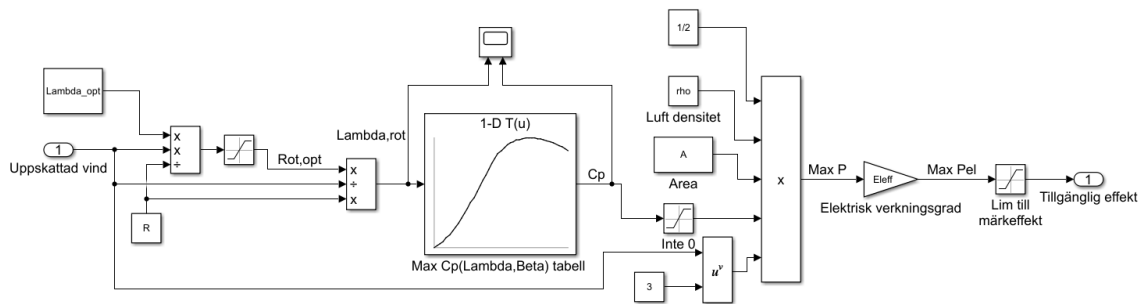 1/2
Lambda_opt
rho
1-D T(u)
Luft densitet
x
x
÷
Lambda,rot
1
Rot,opt
x
÷
x
Cp
A
x
Max P
Eleff
Max Pel
1
Uppskattad vind
Area
Elektrisk verkningsgrad
Lim till
märkeffekt
Tillgänglig effekt
R
Inte 0
Max Cp(Lambda,Beta) tabell
3
u^v